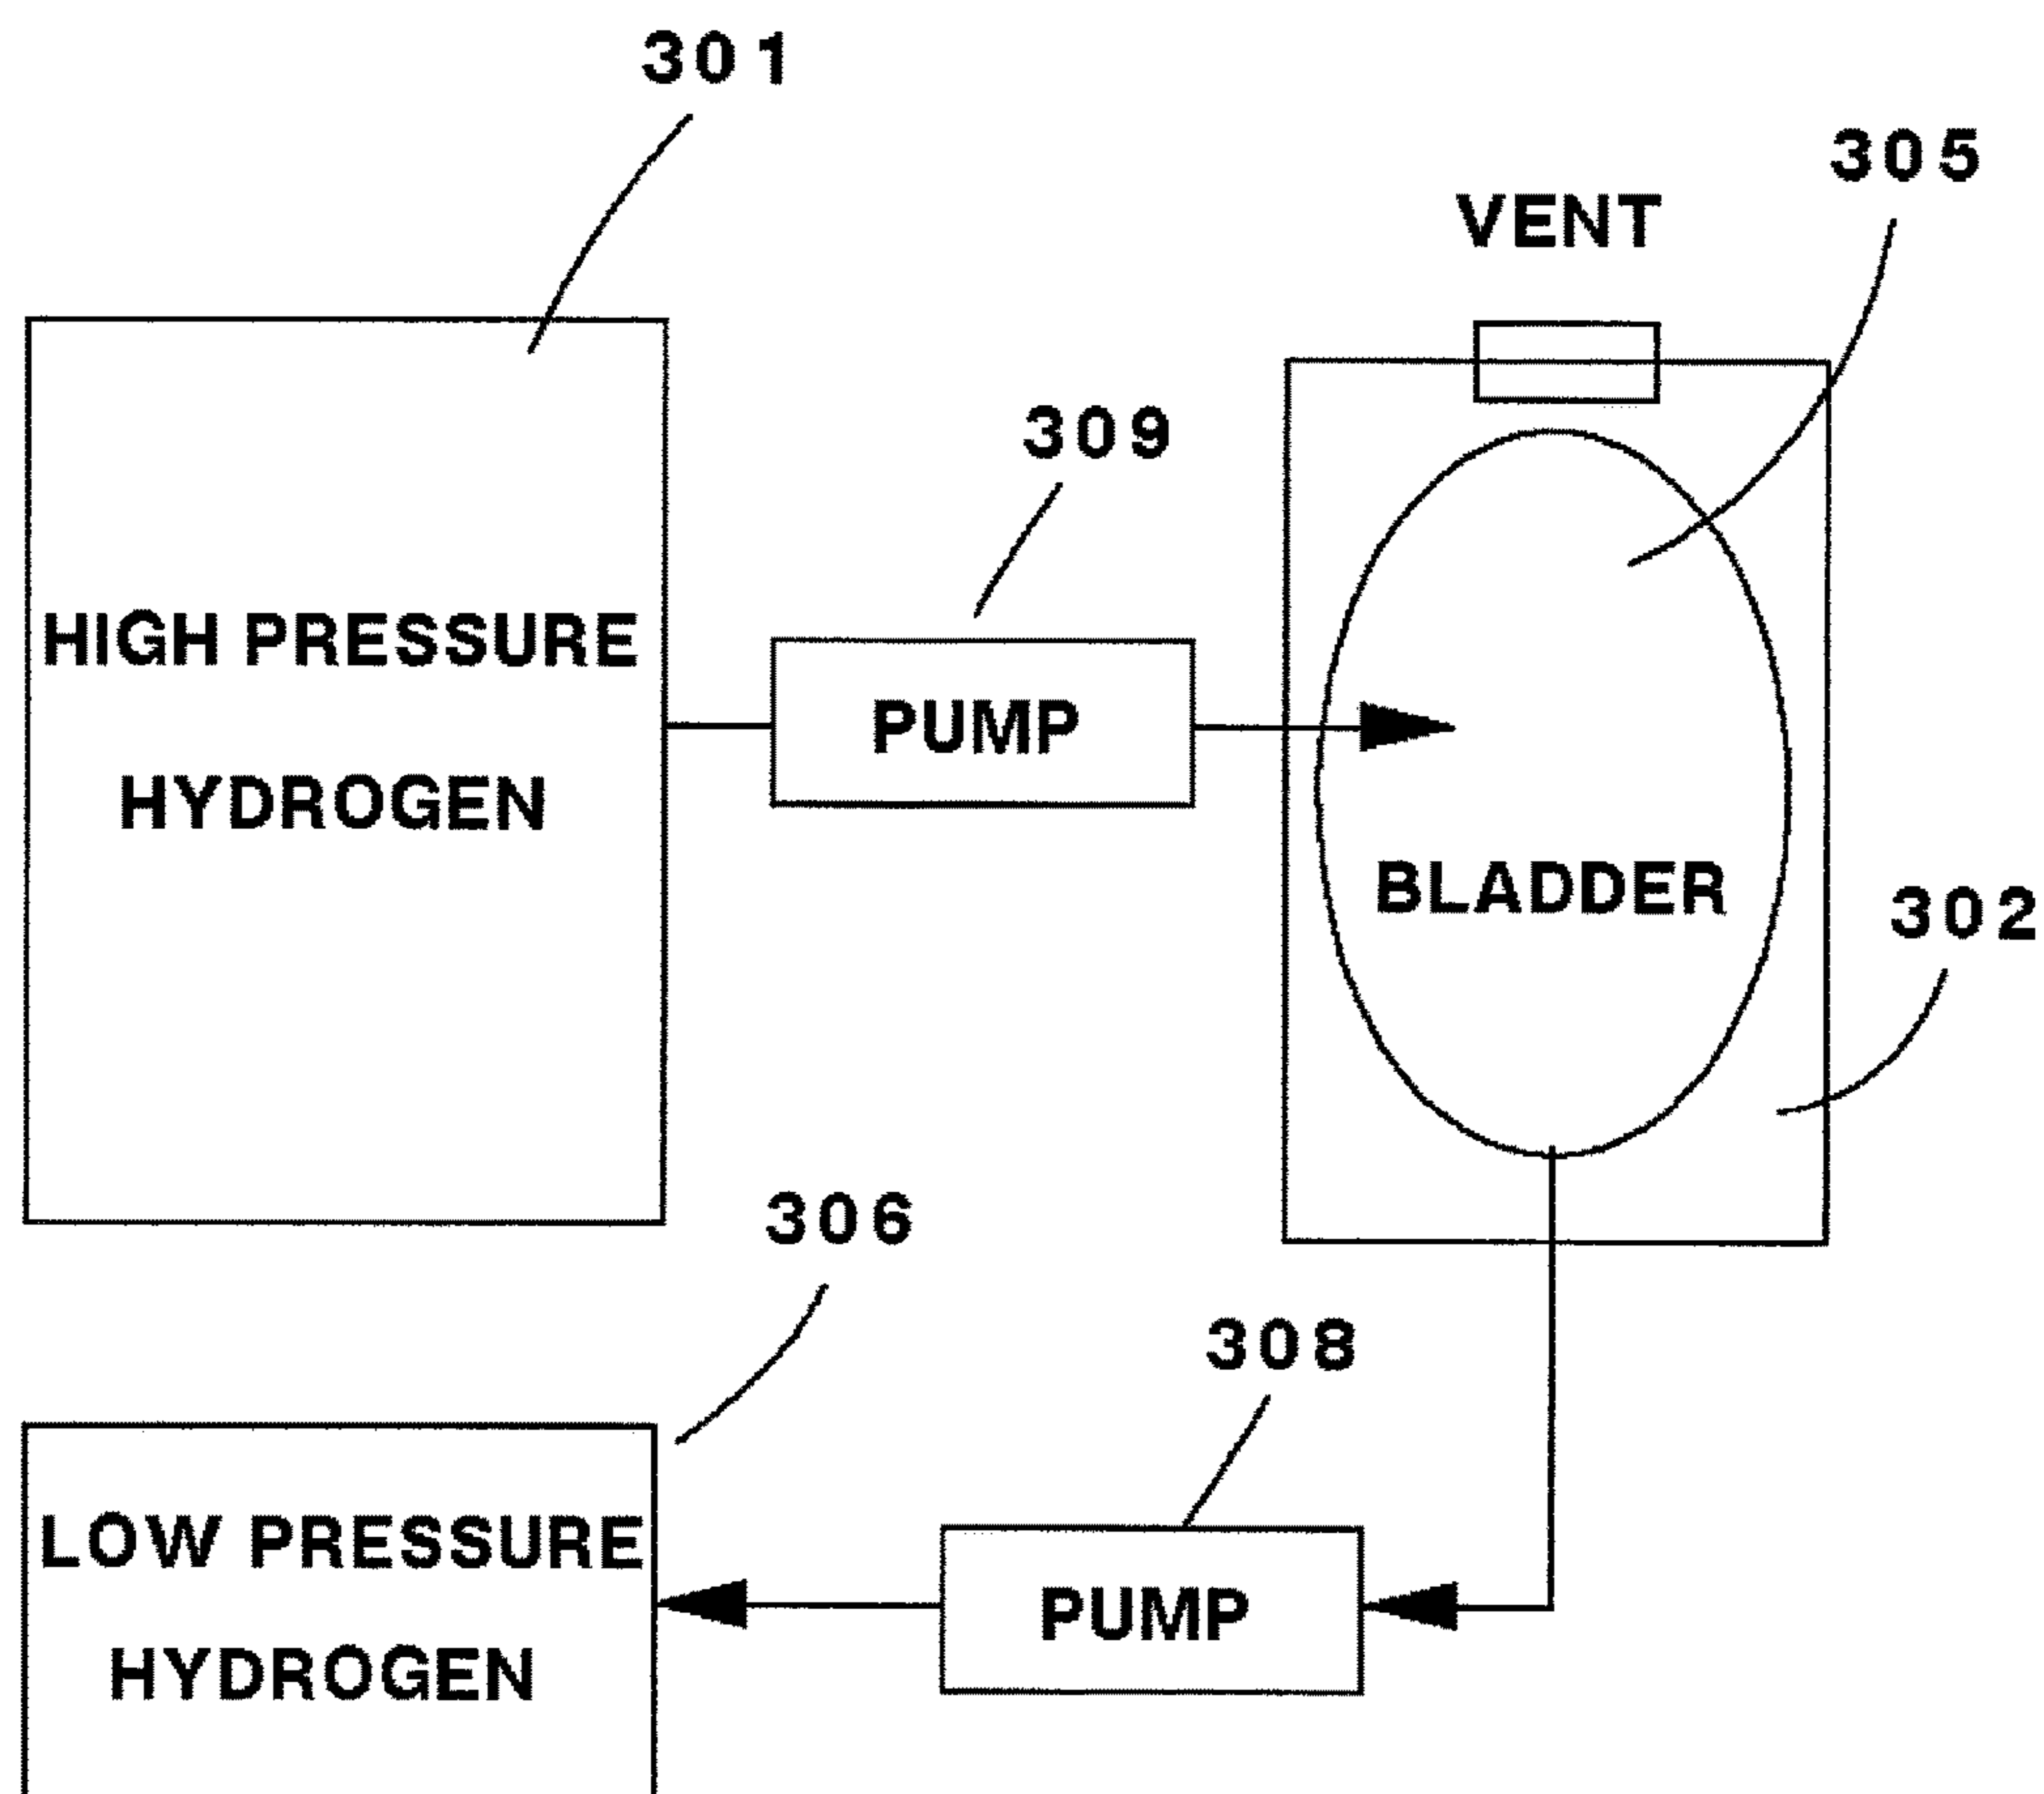 301
305
VENT
309
HIGH PRESSURE
HYDROGEN
PUMP
BLADDER
302
306
308
LOW PRESSURE
HYDROGEN
PUMP